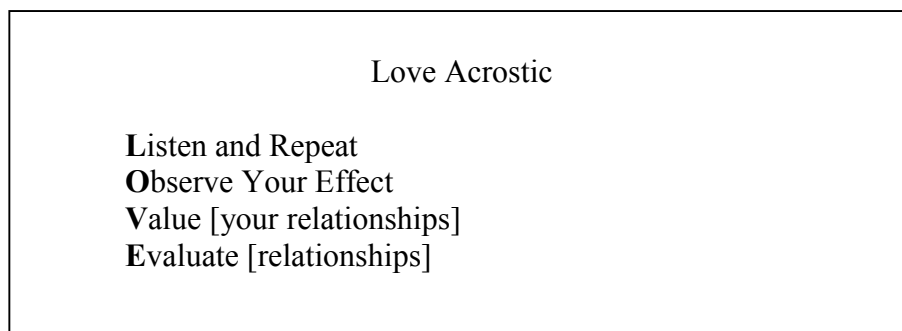 Love Acrostic
Listen and Repeat
Observe Your Effect
Value [your relationships]
Evaluate [relationships]